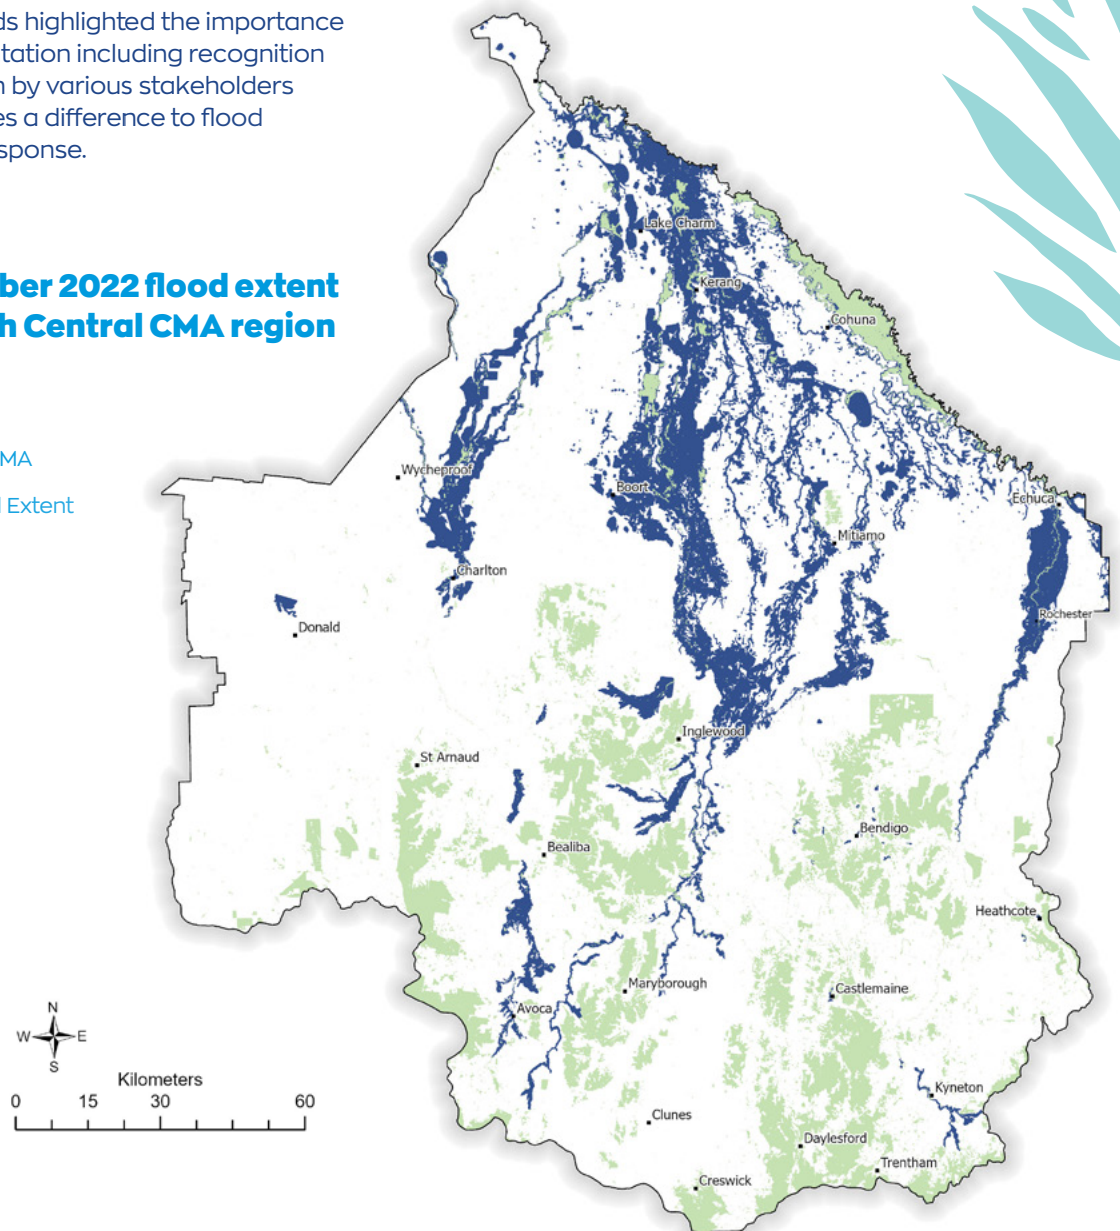 ds highlighted the importance
tation including recognition
n by various stakeholders
es a difference to flood
sponse.
ber 2022 flood extent
h Central CMA region
MA
l Extent
Lake Charm
Kerang
Cohuna
Wycheproof
Boort
Echuca
Mitiamo
Charlton
Rochester
Donald
Inglewood
St Arnaud
Bendigo
Bealiba
Heathcote
Maryborough
Castlemaine
Avoca
N
W E
S
Kilometers
0 15 30 60
Kyneton
Clunes
Daylesford
Trentham
Creswick